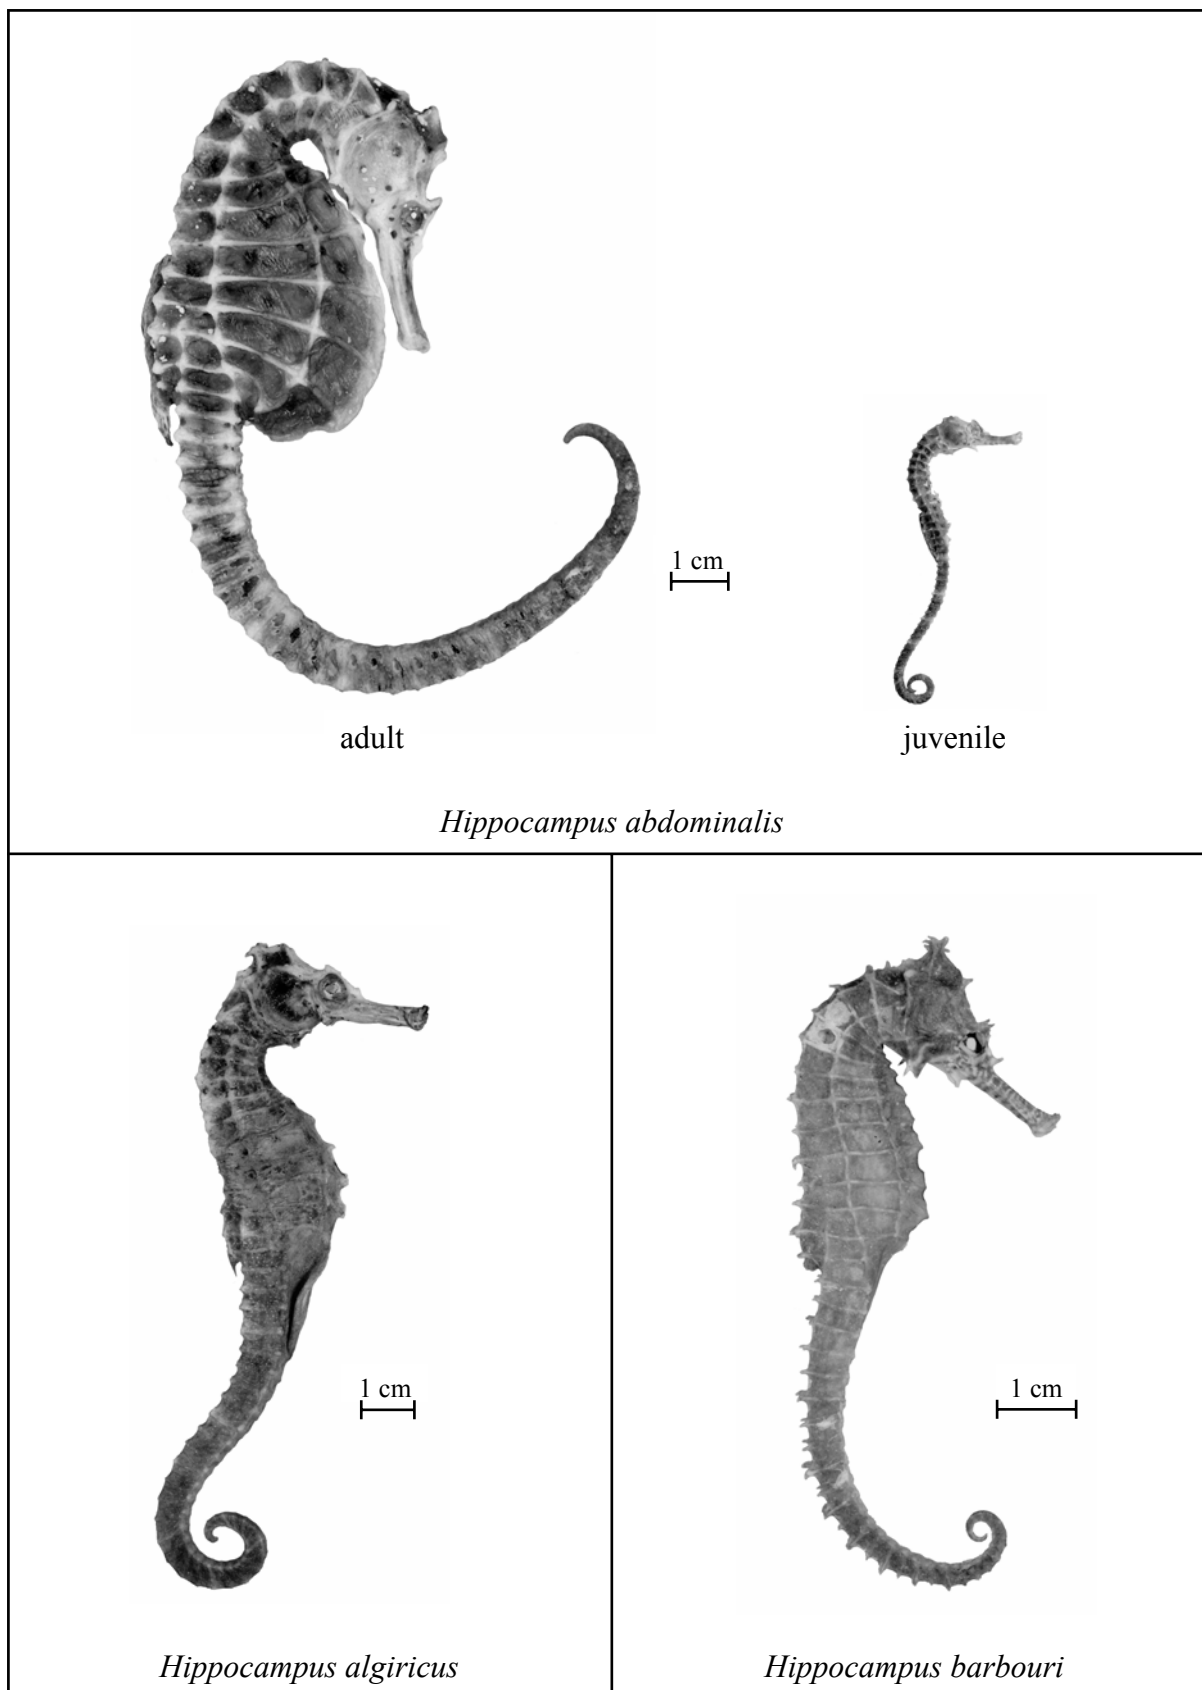 1 cm
adult
juvenile
Hippocampus abdominalis
1 cm
1 cm
Hippocampus algiricus
Hippocampus barbouri